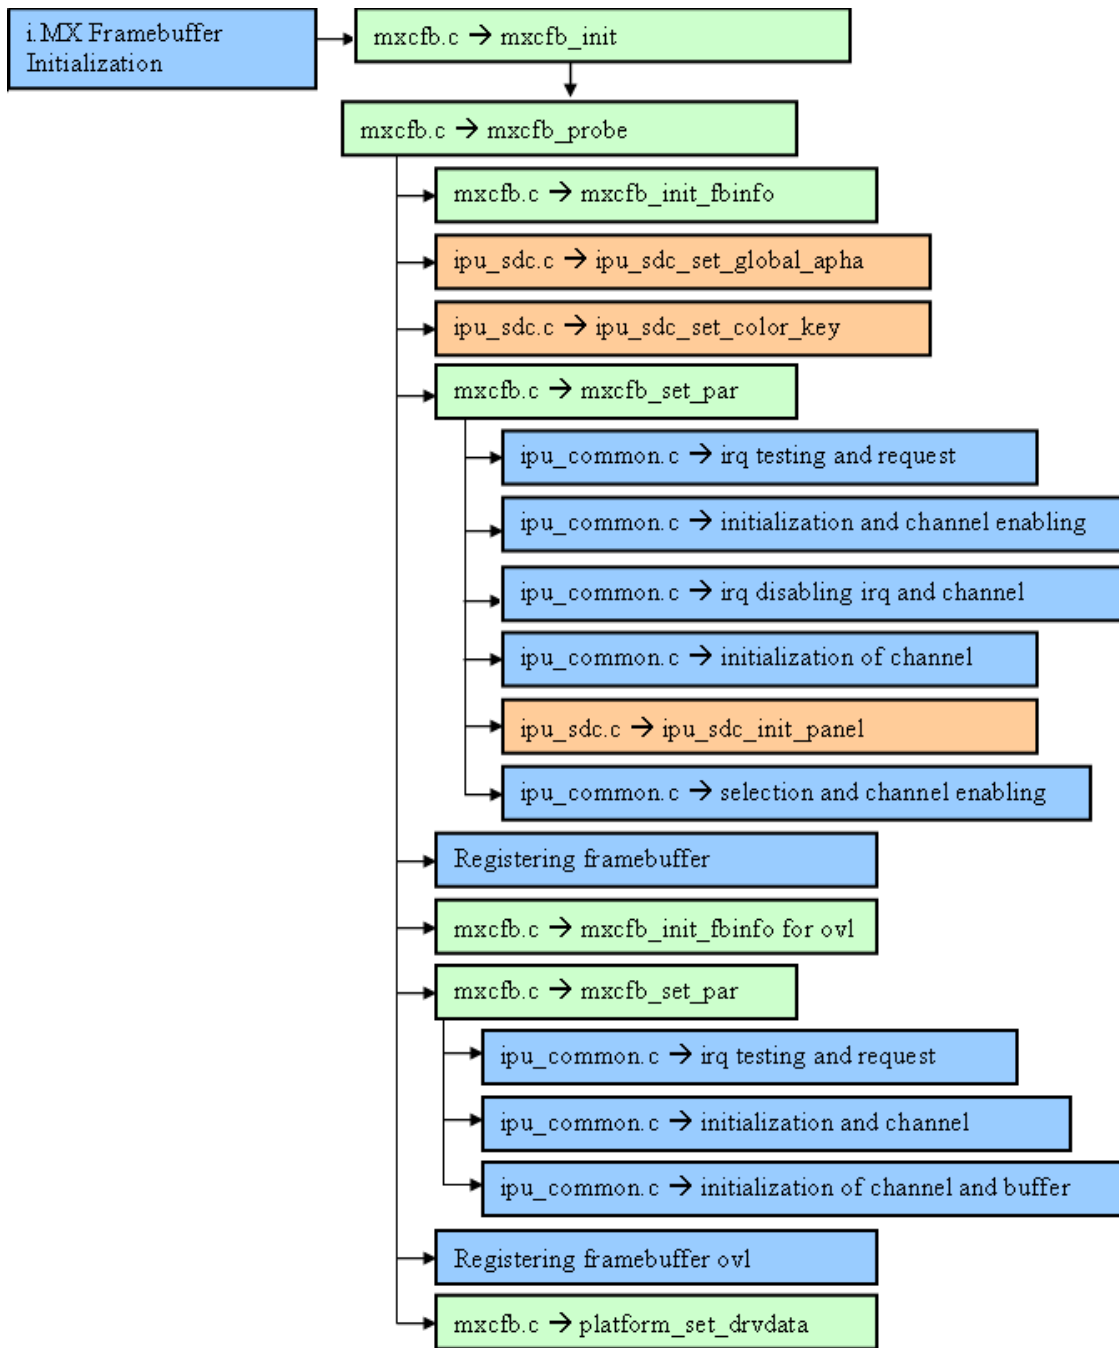 i.MX Framebuffer
Initialization
mxcfb.c → mxcfb_init
mxcfb.c → mxcfb_probe
mxcfb.c → mxcfb_init_fbinfo
ipu_sdc.c → ipu_sdc_set_global_apha
ipu_sdc.c → ipu_sdc_set_color_key
mxcfb.c → mxcfb_set_par
ipu_common.c → irq testing and request
ipu_common.c → initialization and channel enabling
ipu_common.c → irq disabling irq and channel
ipu_common.c → initialization of channel
ipu_sdc.c → ipu_sdc_init_panel
ipu_common.c → selection and channel enabling
Registering framebuffer
mxcfb.c → mxcfb_init_fbinfo for ovl
mxcfb.c → mxcfb_set_par
ipu_common.c → irq testing and request
ipu_common.c → initialization and channel
ipu_common.c → initialization of channel and buffer
Registering framebuffer ovl
mxcfb.c → platform_set_drvdata